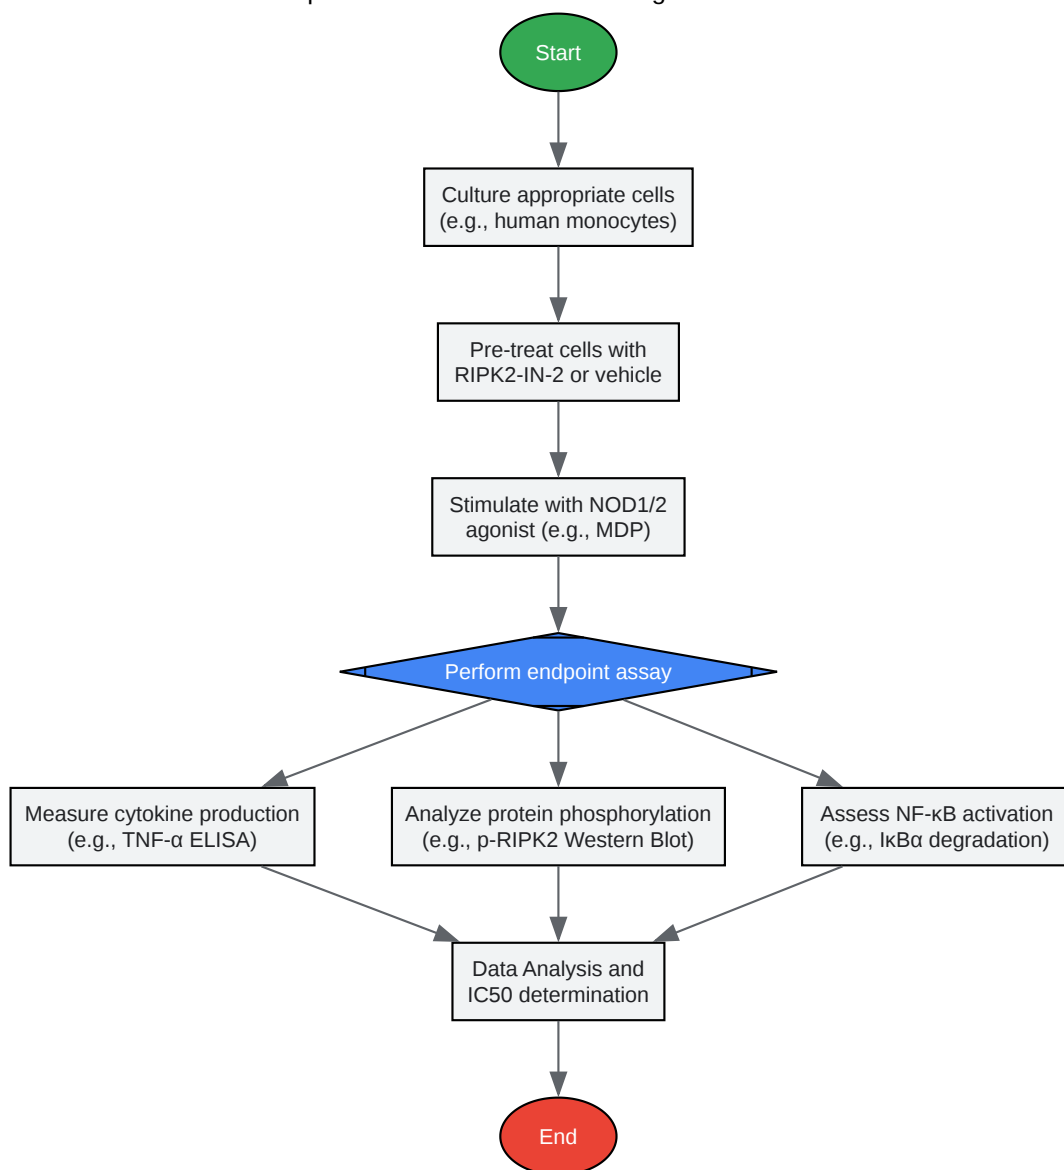 Start
Culture appropriate cells
(e.g., human monocytes)
Pre-treat cells with
RIPK2-IN-2 or vehicle
Stimulate with NOD1/2
agonist (e.g., MDP)
Perform endpoint assay
Measure cytokine production
(e.g., TNF-α ELISA)
Analyze protein phosphorylation
(e.g., p-RIPK2 Western Blot)
Assess NF-κB activation
(e.g., IκBα degradation)
Data Analysis and
IC50 determination
End